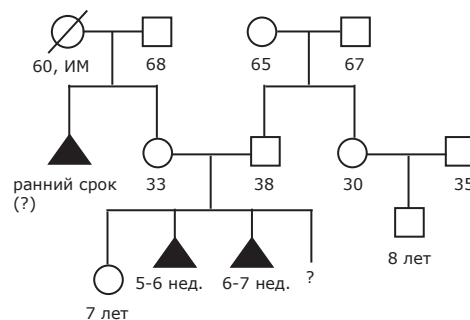 60, ИМ
68
65
67
ранний срок
(?)
33
38
30
35
5-6 нед.
6-7 нед.
?
8 лет
7 лет